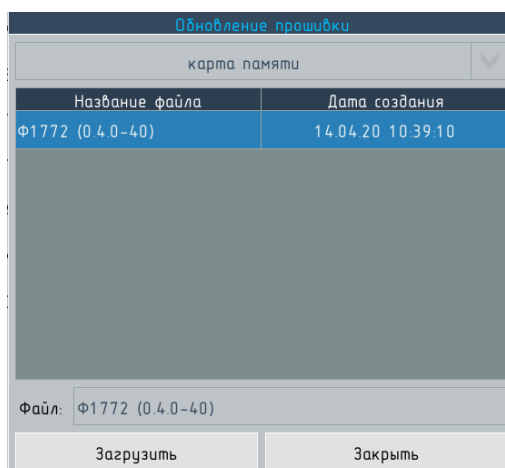 Обновление прошивки
карта памяти
Название файла Дата создания
Ф1772 (0.4.0-40) 14.04.20 10:39:10
Файл: Ф1772 (0.4.0-40)
Загрузить Закрыть